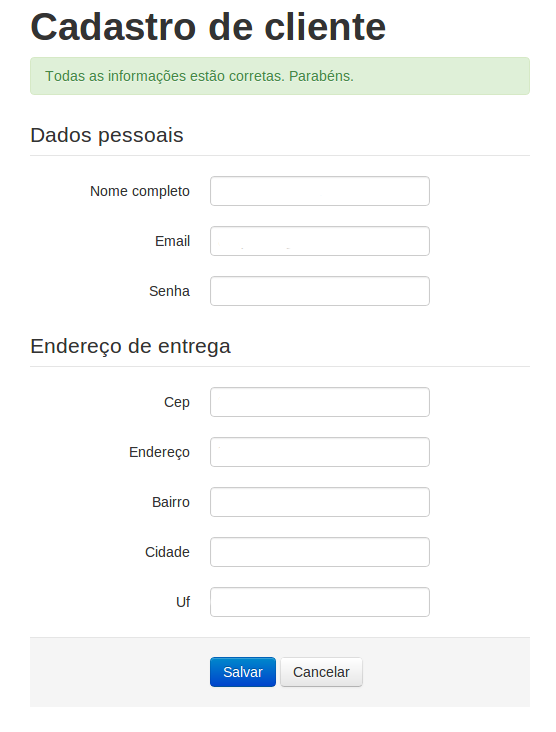 Cadastro de cliente
Todas as informações estão corretas. Parabéns.
Dados pessoais
Nome completo
Email
Senha
Endereço de entrega
Cep
Endereço
Bairro
Cidade
Uf
Salvar Cancelar